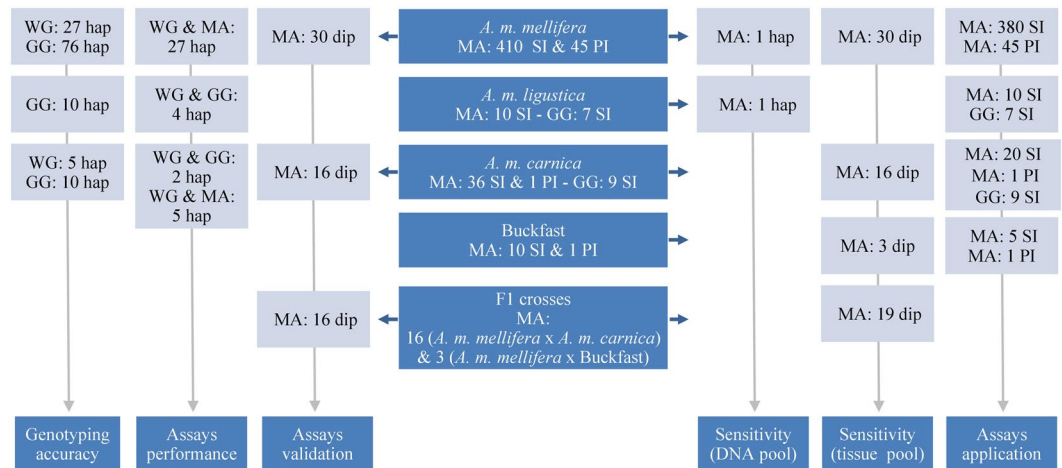 WG: 27 hap
GG: 76 hap
GG: 10 hap
WG: 5 hap
GG: 10 hap
Genotyping
accuracy
WG & MA:
27 hap
WG & GG:
4 hap
WG & GG:
2 hap
WG & MA:
5 hap
Assays
performance
MA: 30 dip
MA: 16 dip
MA: 16 dip
Assays
validation
A. m. mellifera
MA: 410 SI & 45 PI
A. m. ligustica
MA: 10 SI - GG: 7 SI
A. m. carnica
MA: 36 SI & 1 PI - GG: 9 SI
Buckfast
MA: 10 SI & 1 PI
F1 crosses
MA:
16 (A. m. mellifera x A. m. carnica)
& 3 (A. m. mellifera x Buckfast)
MA: 1 hap
MA: 1 hap
Sensitivity
(DNA pool)
MA: 30 dip
MA: 16 dip
MA: 3 dip
MA: 19 dip
Sensitivity
(tissue pool)
MA: 380 SI
MA: 45 PI
MA: 10 SI
GG: 7 SI
MA: 20 SI
MA: 1 PI
GG: 9 SI
MA: 5 SI
MA: 1 PI
Assays
application